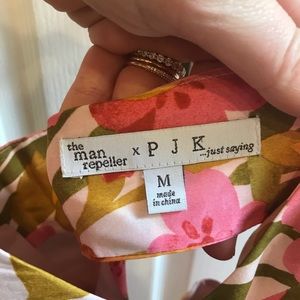 the
man
repeller
x P J K
...just saying
M
made
in china